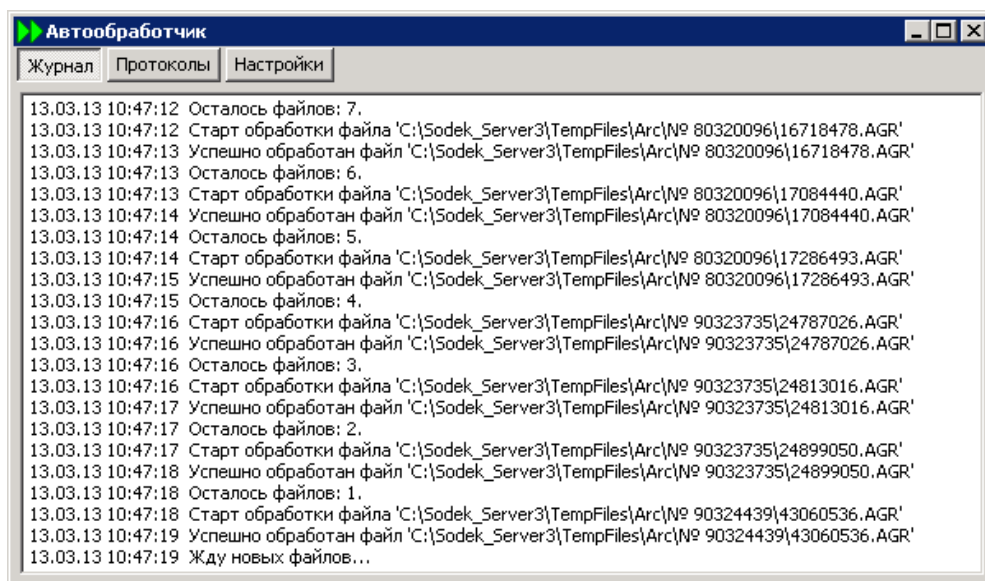 Автообработчик
Журнал Протоколы Настройки
13.03.13 10:47:12 Осталось файлов: 7.
13.03.13 10:47:12 Старт обработки файла 'C:\Sodek_Server3\TempFiles\Arc\№ 80320096\16718478.AGR'
13.03.13 10:47:13 Успешно обработан файл 'C:\Sodek_Server3\TempFiles\Arc\№ 80320096\16718478.AGR'
13.03.13 10:47:13 Осталось файлов: 6.
13.03.13 10:47:13 Старт обработки файла 'C:\Sodek_Server3\TempFiles\Arc\№ 80320096\17084440.AGR'
13.03.13 10:47:14 Успешно обработан файл 'C:\Sodek_Server3\TempFiles\Arc\№ 80320096\17084440.AGR'
13.03.13 10:47:14 Осталось файлов: 5.
13.03.13 10:47:14 Старт обработки файла 'C:\Sodek_Server3\TempFiles\Arc\№ 80320096\17286493.AGR'
13.03.13 10:47:15 Успешно обработан файл 'C:\Sodek_Server3\TempFiles\Arc\№ 80320096\17286493.AGR'
13.03.13 10:47:15 Осталось файлов: 4.
13.03.13 10:47:16 Старт обработки файла 'C:\Sodek_Server3\TempFiles\Arc\№ 90323735\24787026.AGR'
13.03.13 10:47:16 Успешно обработан файл 'C:\Sodek_Server3\TempFiles\Arc\№ 90323735\24787026.AGR'
13.03.13 10:47:16 Осталось файлов: 3.
13.03.13 10:47:16 Старт обработки файла 'C:\Sodek_Server3\TempFiles\Arc\№ 90323735\24813016.AGR'
13.03.13 10:47:17 Успешно обработан файл 'C:\Sodek_Server3\TempFiles\Arc\№ 90323735\24813016.AGR'
13.03.13 10:47:17 Осталось файлов: 2.
13.03.13 10:47:17 Старт обработки файла 'C:\Sodek_Server3\TempFiles\Arc\№ 90323735\24899050.AGR'
13.03.13 10:47:18 Успешно обработан файл 'C:\Sodek_Server3\TempFiles\Arc\№ 90323735\24899050.AGR'
13.03.13 10:47:18 Осталось файлов: 1.
13.03.13 10:47:18 Старт обработки файла 'C:\Sodek_Server3\TempFiles\Arc\№ 90324439\43060536.AGR'
13.03.13 10:47:19 Успешно обработан файл 'C:\Sodek_Server3\TempFiles\Arc\№ 90324439\43060536.AGR'
13.03.13 10:47:19 Жду новых файлов...